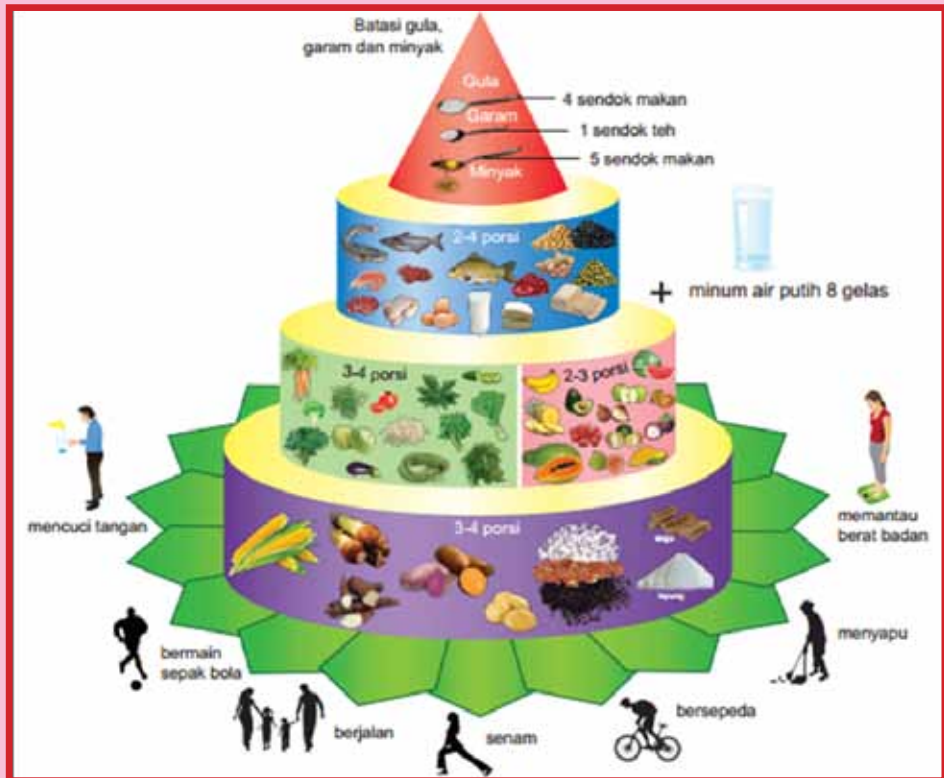 Batasi gula,
garam dan minyak
Gula
4 sendok makan
Garam
1 sendok teh
5 sendok makan
Minyak
2-4 porsi
+ minum air putih 8 gelas
3-4 porsi
2-3 porsi
mencuci tangan
memantau
berat badan
3-4 porsi
tepung
bermain
sepak bola
menyapu
berjalan
senam
bersepeda